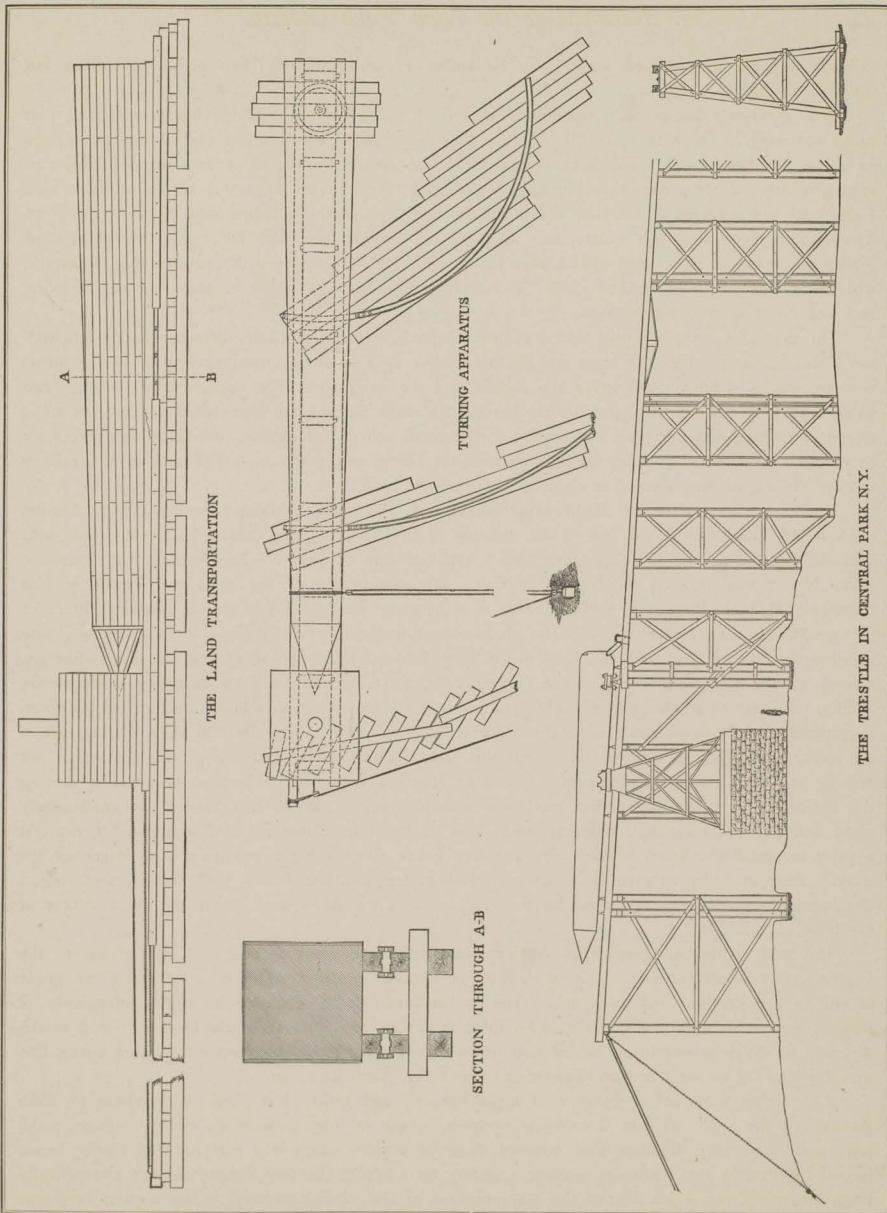 A
B
THE LAND TRANSPORTATION
TURNING APPARATUS
SECTION THROUGH A-B
THE TRESTLE IN CENTRAL PARK N.Y.